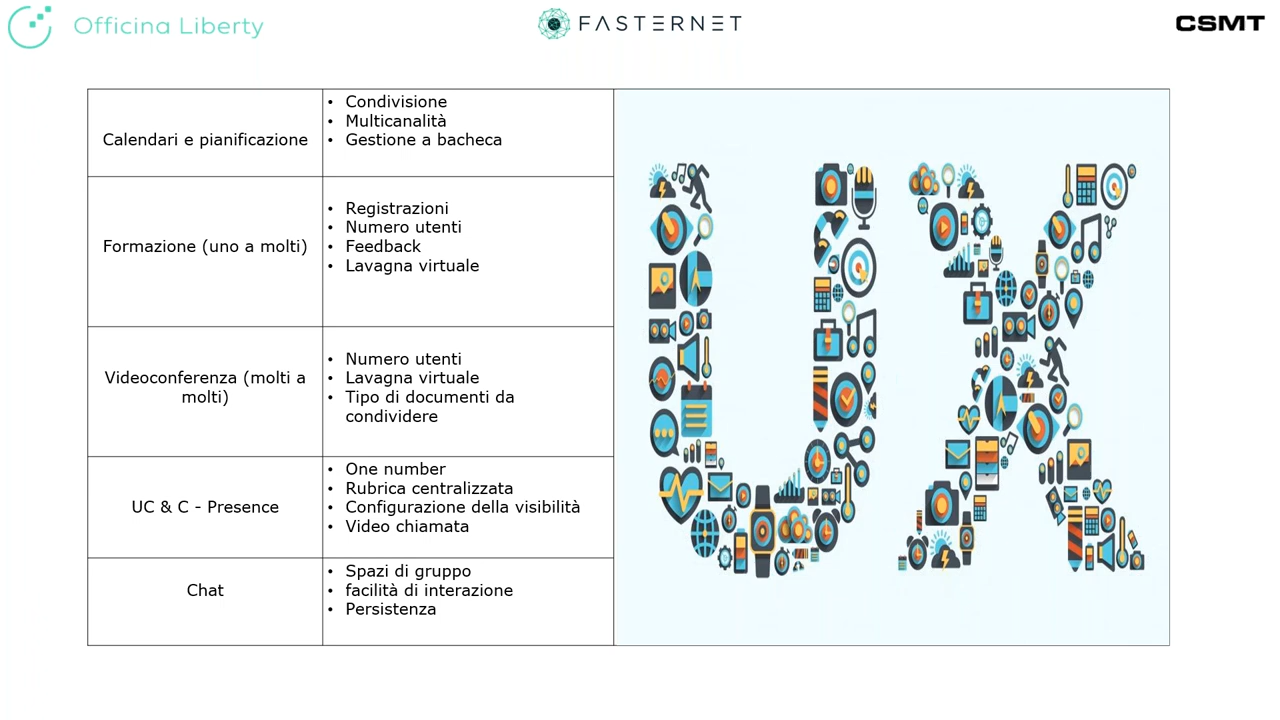 Officina Liberty
FASTERNET
CSMT
Calendari e pianificazione
• Condivisione
• Multicanalità
• Gestione a bacheca
Formazione (uno a molti)
• Registrazioni
• Numero utenti
• Feedback
• Lavagna virtuale
Videoconferenza (molti a
molti)
• Numero utenti
• Lavagna virtuale
• Tipo di documenti da
condividere
UC & C - Presence
• One number
• Rubrica centralizzata
• Configurazione della visibilità
• Video chiamata
Chat
• Spazi di gruppo
• facilità di interazione
• Persistenza
UX